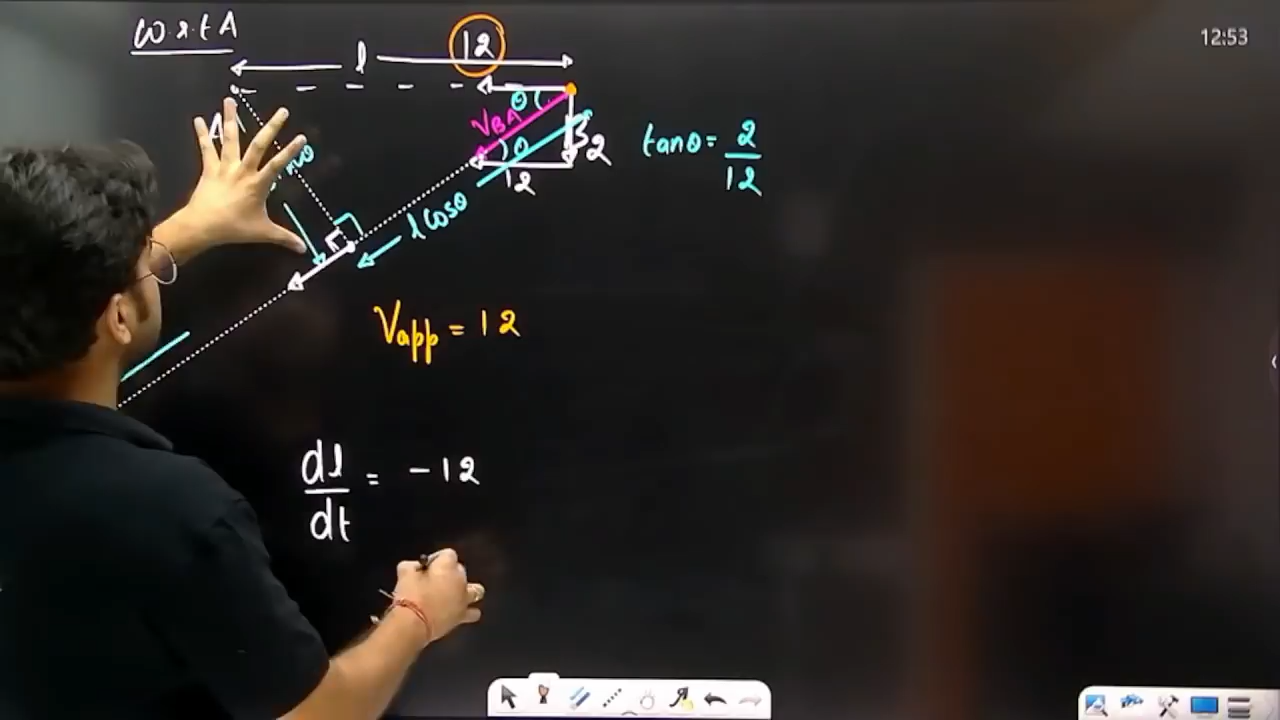 w.r.t A
12:53
l
12
θ
V_BA
2
θ
12
tanθ = 2/12
A
l cosθ
V_app = 12
dl/dt = -12